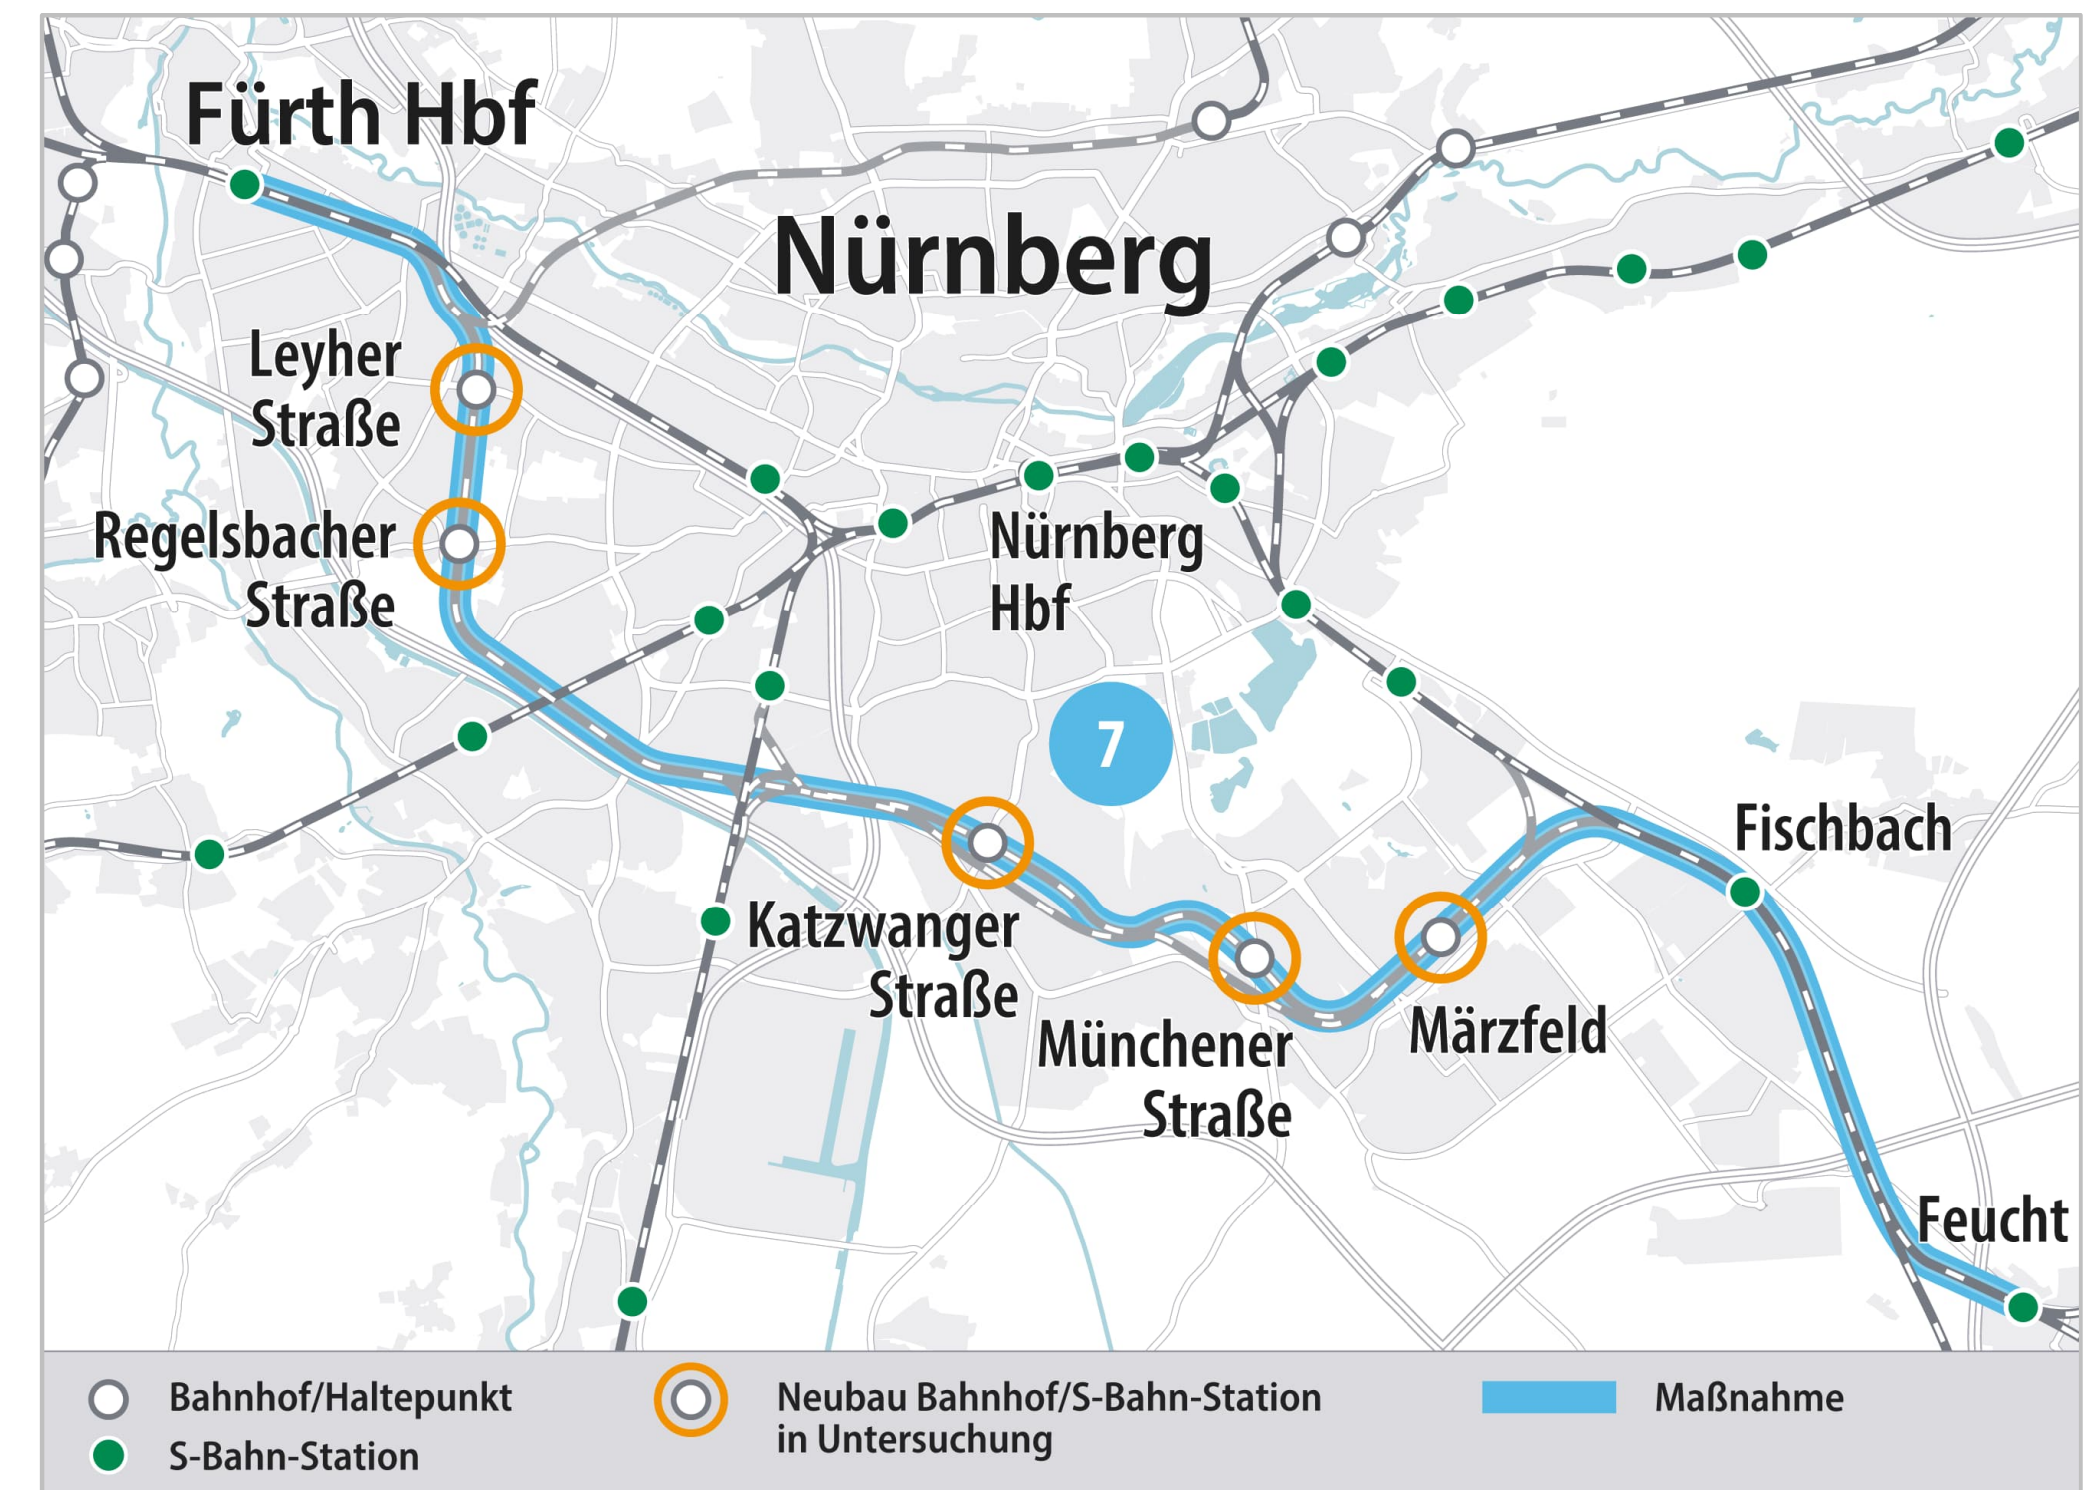 Fürth Hbf
Nürnberg
Leyher
Straße
Regelsbacher
Straße
Nürnberg
Hbf
7
Fischbach
Katzwanger
Straße
Münchener
Straße
Märzfeld
Feucht
Bahnhof/Haltepunkt
S-Bahn-Station
Neubau Bahnhof/S-Bahn-Station
in Untersuchung
Maßnahme